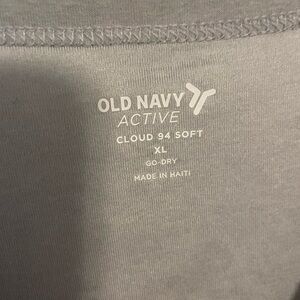 OLD NAVY
ACTIVE
CLOUD 94 SOFT
XL
GO-DRY
MADE IN HAITI